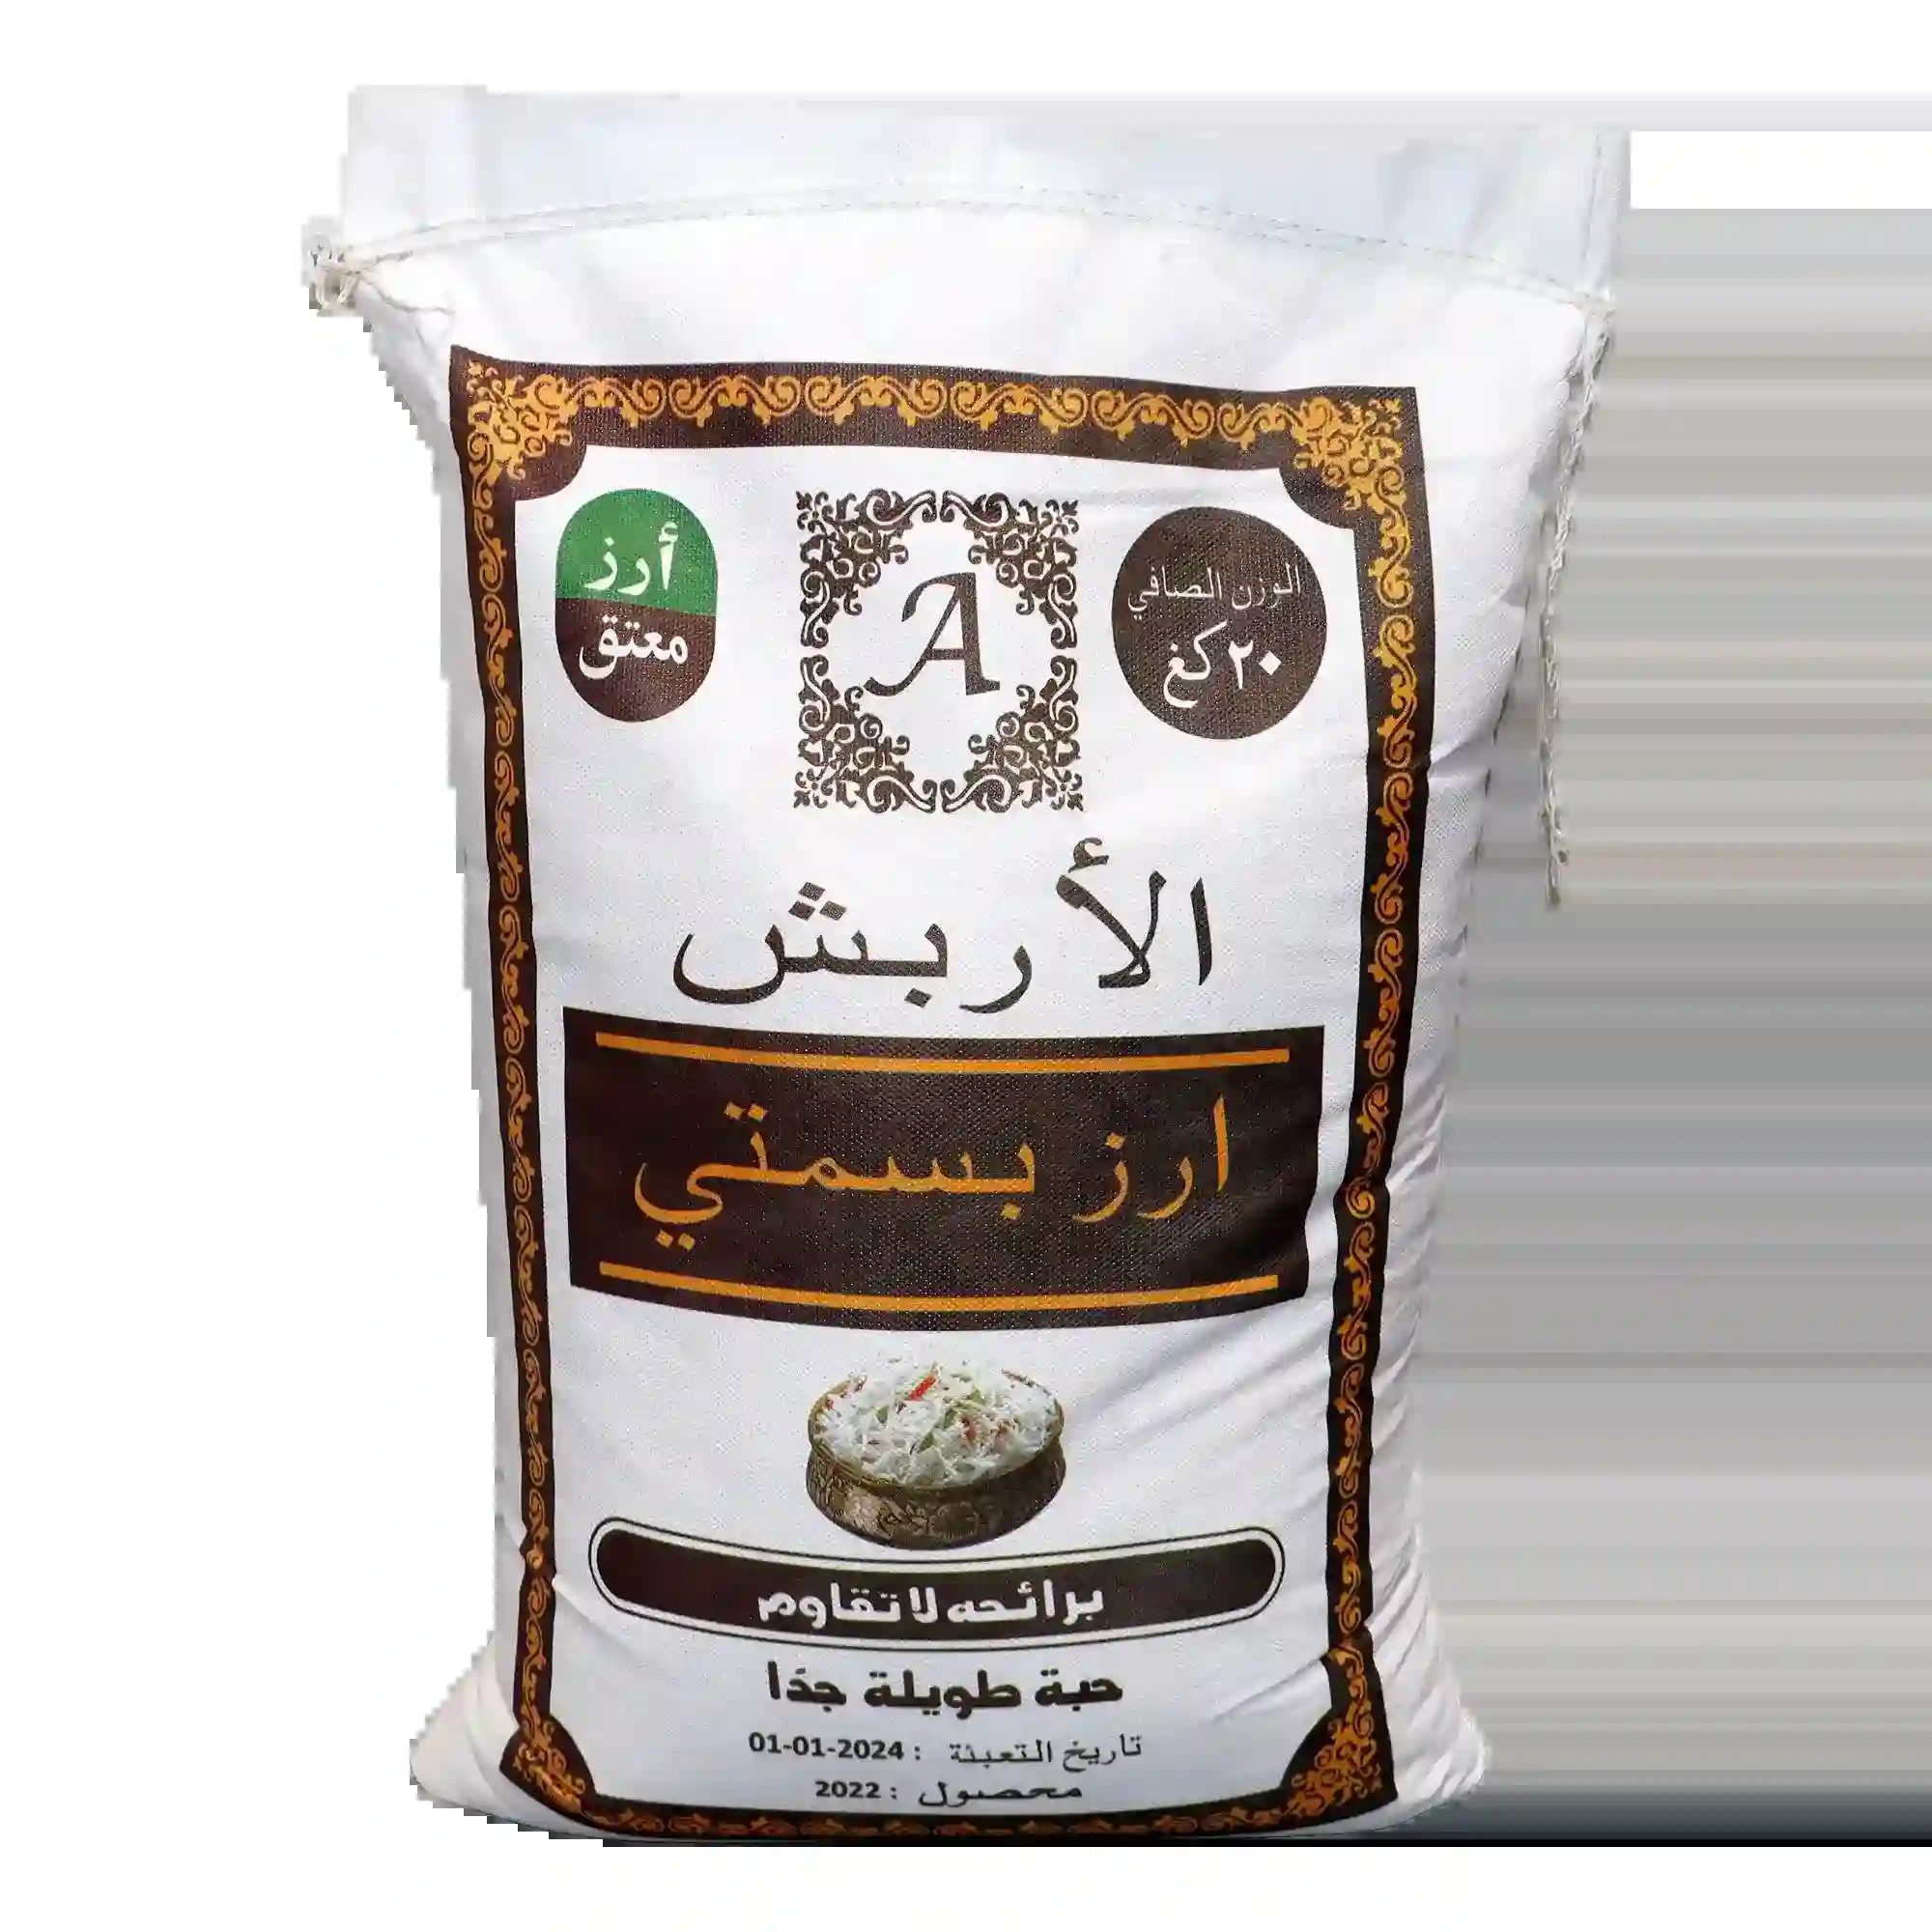 الوزن الصافي
٢٠ كغ
A
أرز
معتق
الأربش
ارز بسمتي
برائحه لا تقاوم
حبة طويلة جدًا
تاريخ التعبئة : 01-01-2024
محصول : 2022